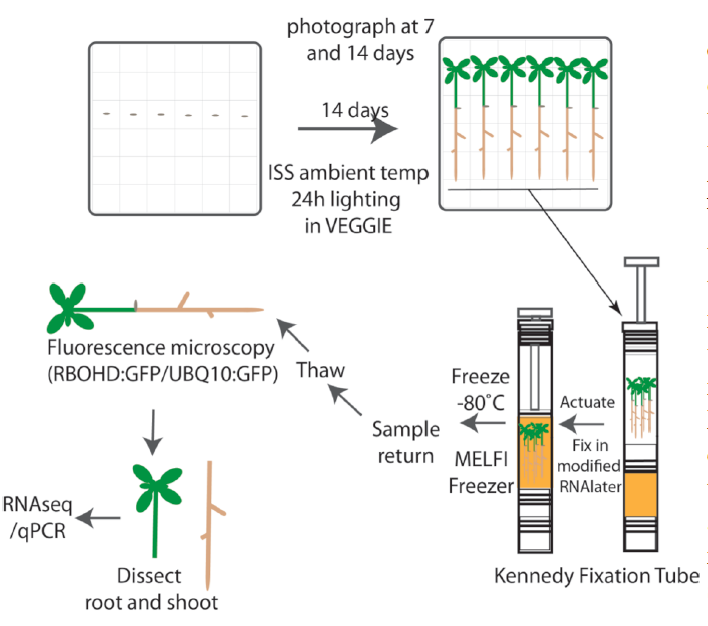 photograph at 7
and 14 days
14 days
ISS ambient temp
24h lighting
in VEGGIE
Fluorescence microscopy
(RBOHD:GFP/UBQ10:GFP)
Thaw
Sample
return
Freeze
-80˚C
MELFI
Freezer
Actuate
Fix in
modified
RNAlater
Kennedy Fixation Tube
RNAseq
/qPCR
Dissect
root and shoot